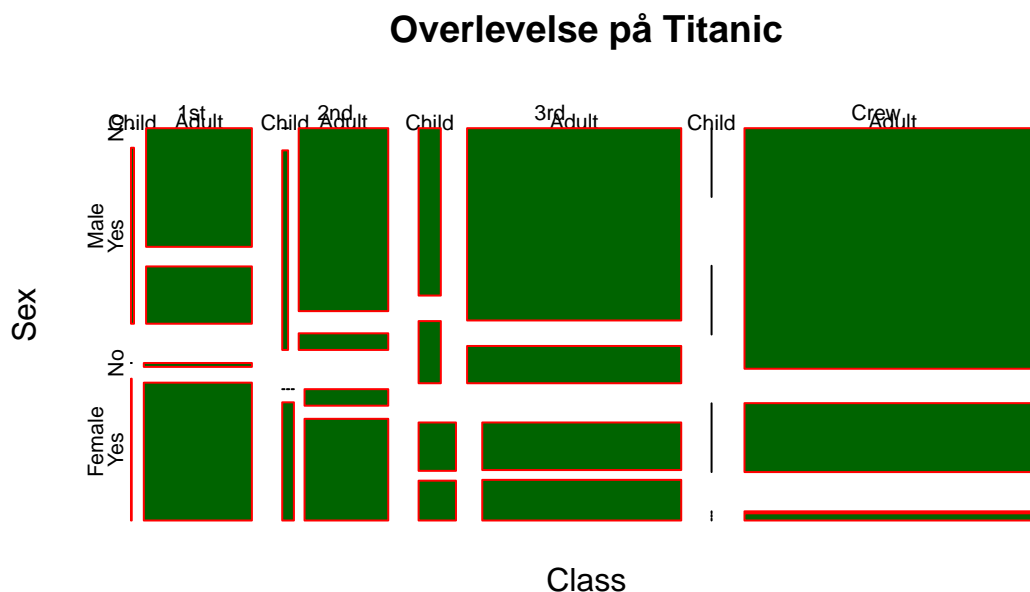 Overlevelse på Titanic
1st 2nd 3rd Crew
Child Adult Child Adult Child Adult Child Adult
No
Yes
Male
No
Yes
Female
Sex
Class